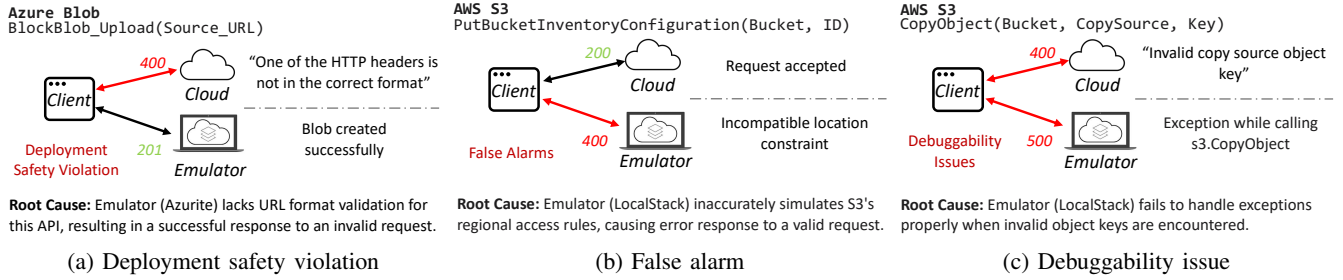 Azure Blob
BlockBlob_Upload(Source_URL)
400
Client
Cloud
"One of the HTTP headers is
not in the correct format"
201
Emulator
Blob created
successfully
Deployment
Safety Violation
Root Cause: Emulator (Azurite) lacks URL format validation for
this API, resulting in a successful response to an invalid request.
(a) Deployment safety violation
AWS S3
PutBucketInventoryConfiguration(Bucket, ID)
200
Client
Cloud
Request accepted
400
Emulator
Incompatible location
constraint
False Alarms
Root Cause: Emulator (LocalStack) inaccurately simulates S3's
regional access rules, causing error response to a valid request.
(b) False alarm
AWS S3
CopyObject(Bucket, CopySource, Key)
400
Client
Cloud
"Invalid copy source object
key"
500
Emulator
Exception while calling
s3.CopyObject
Debuggability
Issues
Root Cause: Emulator (LocalStack) fails to handle exceptions
properly when invalid object keys are encountered.
(c) Debuggability issue